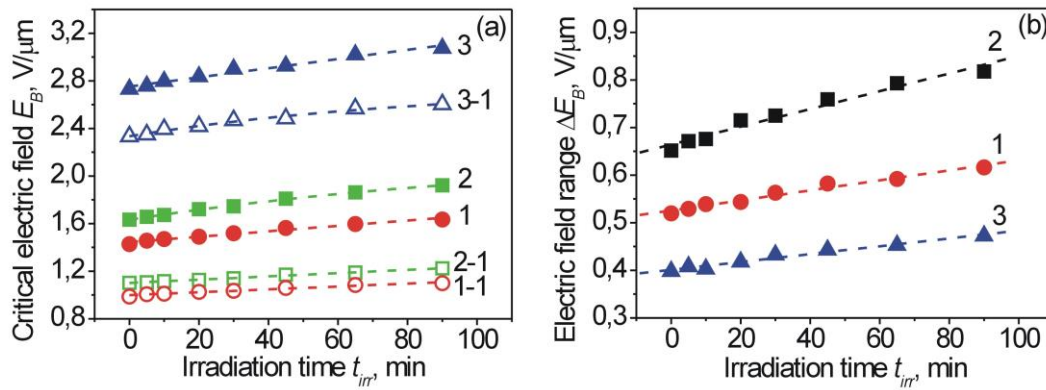 (a)
Critical electric field E_B, V/μm
3,2
2,8
2,4
2,0
1,6
1,2
0,8
3
3-1
2
1
2-1
1-1
0 20 40 60 80 100
Irradiation time t_irr, min
(b)
Electric field range ΔE_B, V/μm
0,9
0,8
0,7
0,6
0,5
0,4
0,3
2
1
3
0 20 40 60 80 100
Irradiation time t_irr, min